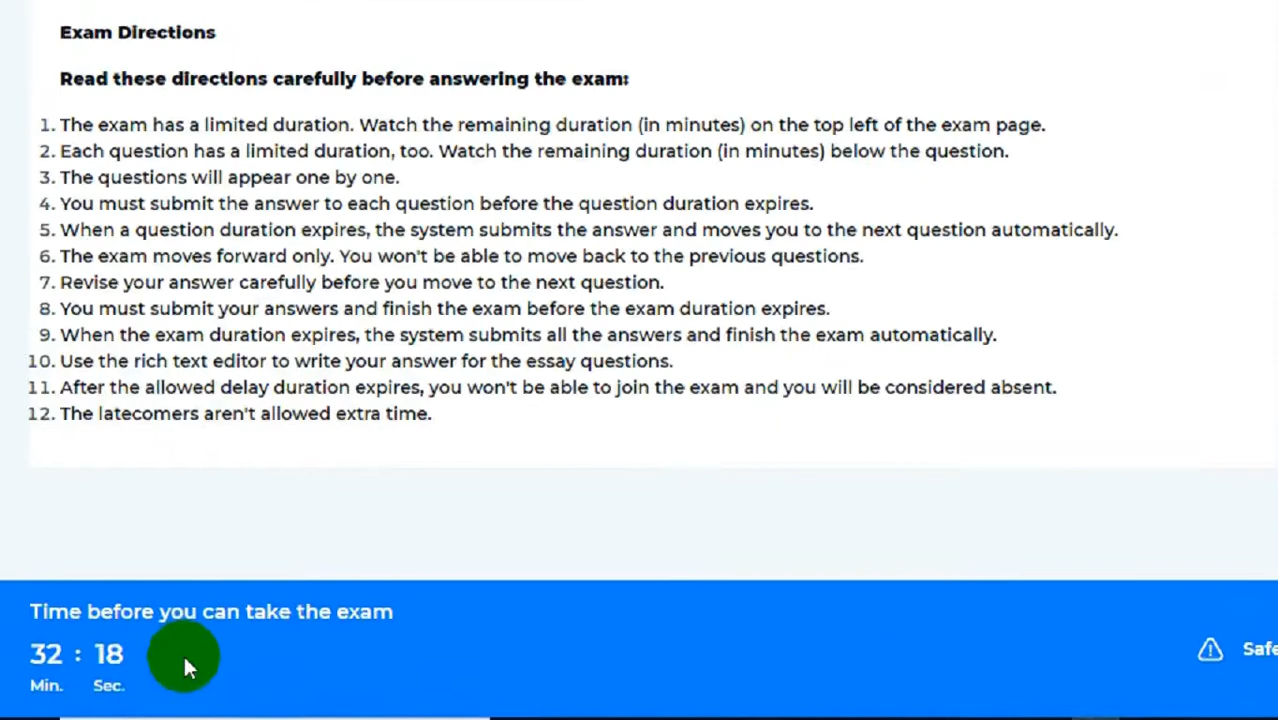 Exam Directions
Read these directions carefully before answering the exam:
1. The exam has a limited duration. Watch the remaining duration (in minutes) on the top left of the exam page.
2. Each question has a limited duration, too. Watch the remaining duration (in minutes) below the question.
3. The questions will appear one by one.
4. You must submit the answer to each question before the question duration expires.
5. When a question duration expires, the system submits the answer and moves you to the next question automatically.
6. The exam moves forward only. You won't be able to move back to the previous questions.
7. Revise your answer carefully before you move to the next question.
8. You must submit your answers and finish the exam before the exam duration expires.
9. When the exam duration expires, the system submits all the answers and finish the exam automatically.
10. Use the rich text editor to write your answer for the essay questions.
11. After the allowed delay duration expires, you won't be able to join the exam and you will be considered absent.
12. The latecomers aren't allowed extra time.
Time before you can take the exam
32 : 18
Min. Sec.
Safe